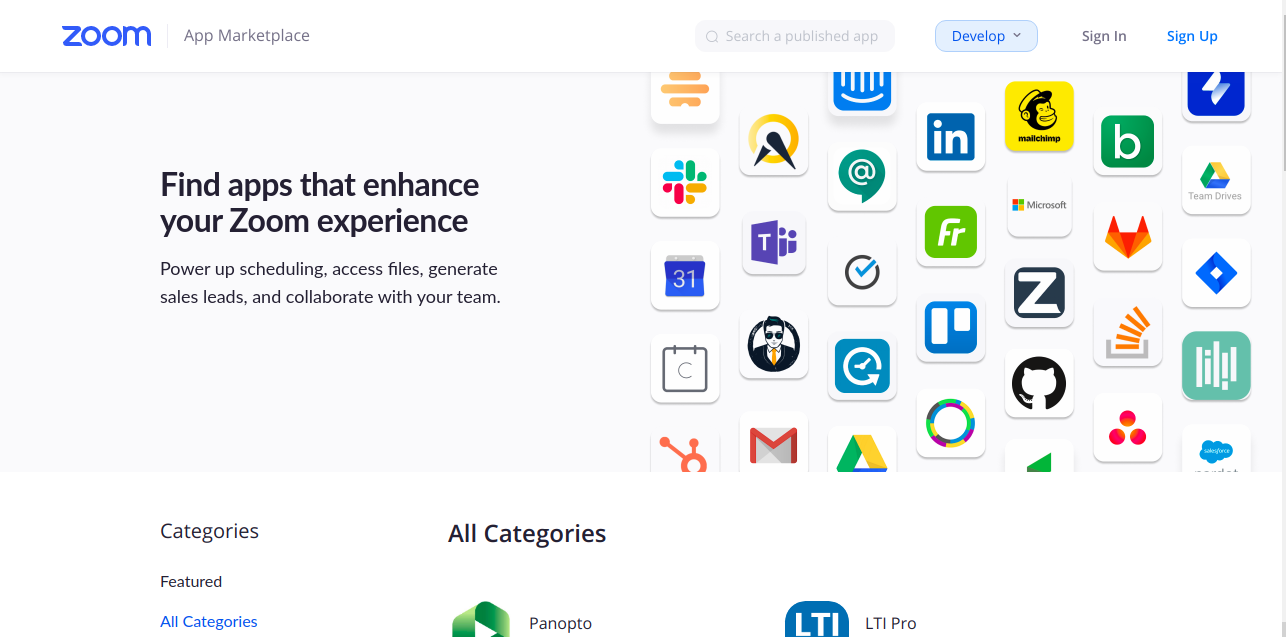 zoom
App Marketplace
Search a published app
Develop
Sign In
Sign Up
Find apps that enhance
your Zoom experience
Power up scheduling, access files, generate
sales leads, and collaborate with your team.
in
mailchimp
b
@
Team Drives
Microsoft
T
Fr
31
Z
C
salesforce
Categories
All Categories
Featured
All Categories
Panopto
LTI
LTI Pro